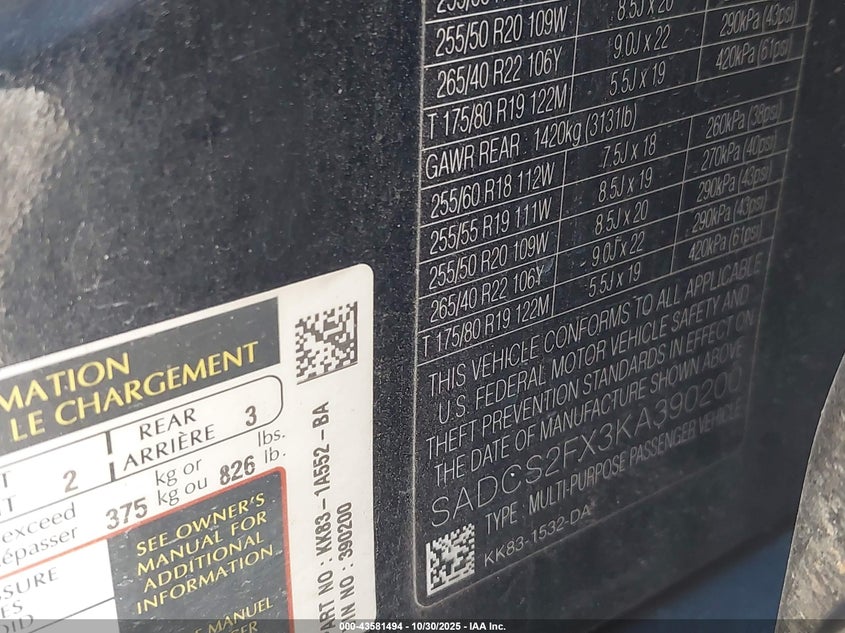 255/50 R20 109W 8.5J x 20 290kPa (43psi)
265/40 R22 106Y 9.0J x 22 420kPa (61psi)
T 175/80 R19 122M 5.5J x 19
GAWR REAR : 1420kg (3131lb)
255/60 R18 112W 7.5J x 18 260kPa (38psi)
255/55 R19 111W 8.5J x 19 270kPa (40psi)
255/50 R20 109W 8.5J x 20 290kPa (43psi)
265/40 R22 106Y 9.0J x 22 290kPa (43psi)
T 175/80 R19 122M 5.5J x 19 420kPa (61psi)
THIS VEHICLE CONFORMS TO ALL APPLICABLE
U.S. FEDERAL MOTOR VEHICLE SAFETY AND
THEFT PREVENTION STANDARDS IN EFFECT ON
THE DATE OF MANUFACTURE SHOWN ABOVE
SADCS2FX3KA390200
TYPE : MULTI-PURPOSE PASSENGER VEHICLE
KK83-1532-DA
MATION
LE CHARGEMENT
2 REAR 3
ARRIÈRE
exceed 375 kg or 826 lbs.
dépasser kg ou lb.
SEE OWNER'S
MANUAL FOR
ADDITIONAL
INFORMATION
MANUEL
PART NO : KK83-1A552-BA
VIN NO : 390200
000-43581494 - 10/30/2025 - IAA Inc.